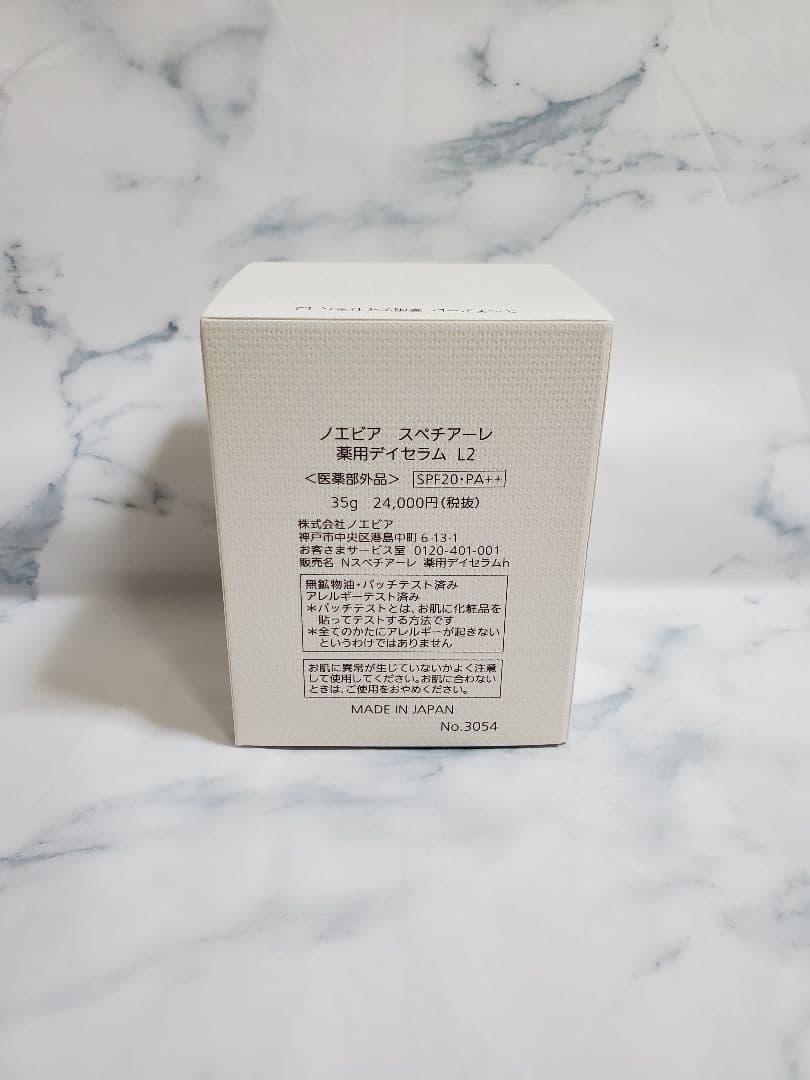 ノエビア スペチアーレ
薬用デイセラム L2
＜医薬部外品＞ SPF20・PA++
35g 24,000円(税抜)
株式会社ノエビア
神戸市中央区港島中町6-13-1
お客さまサービス室 0120-401-001
販売名 Nスペチアーレ 薬用デイセラムh
無鉱物油・パッチテスト済み
アレルギーテスト済み
＊パッチテストとは、お肌に化粧品を
貼ってテストする方法です
＊全てのかたにアレルギーが起きない
というわけではありません
お肌に異常が生じていないかよく注意
して使用してください。お肌に合わない
ときは、ご使用をおやめください。
MADE IN JAPAN
No.3054